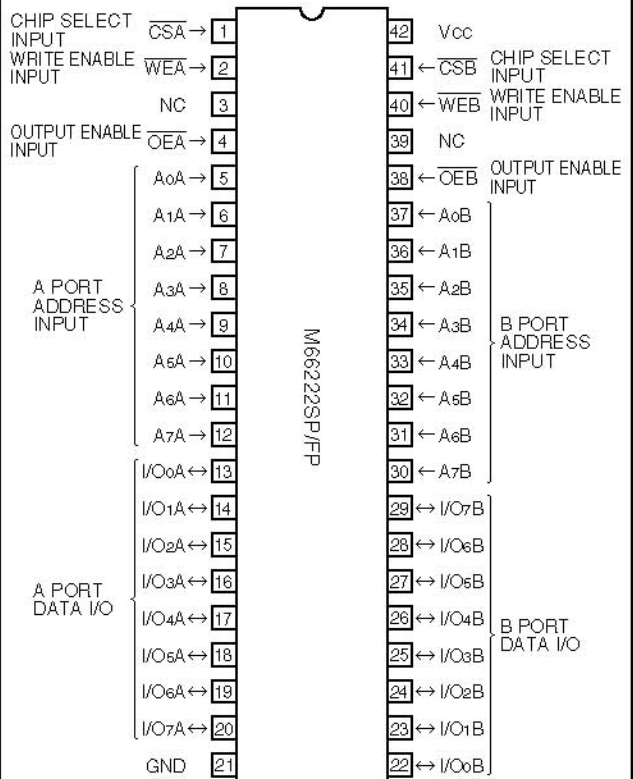 CHIP SELECT INPUT CSA → 1
WRITE ENABLE INPUT WEA → 2
NC 3
OUTPUT ENABLE INPUT OEA → 4
A0A → 5
A1A → 6
A2A → 7
A3A → 8
A4A → 9
A5A → 10
A6A → 11
A7A → 12
A PORT
ADDRESS
INPUT
I/O0A ↔ 13
I/O1A ↔ 14
I/O2A ↔ 15
I/O3A ↔ 16
I/O4A ↔ 17
I/O5A ↔ 18
I/O6A ↔ 19
I/O7A ↔ 20
A PORT
DATA I/O
GND 21
M66222SP/FP
42 Vcc
41 ← CSB CHIP SELECT INPUT
40 ← WEB WRITE ENABLE INPUT
39 NC
38 ← OEB OUTPUT ENABLE INPUT
37 ← A0B
36 ← A1B
35 ← A2B
34 ← A3B
33 ← A4B
32 ← A5B
31 ← A6B
30 ← A7B
B PORT
ADDRESS
INPUT
29 ↔ I/O7B
28 ↔ I/O6B
27 ↔ I/O5B
26 ↔ I/O4B
25 ↔ I/O3B
24 ↔ I/O2B
23 ↔ I/O1B
22 ↔ I/O0B
B PORT
DATA I/O